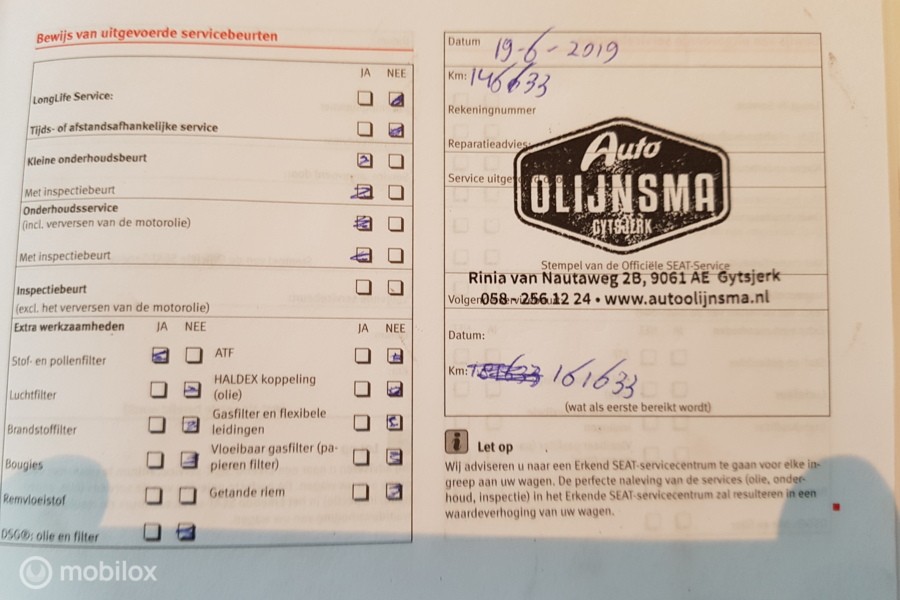 Bewijs van uitgevoerde servicebeurten
JA NEE
LongLife Service:
Tijds- of afstandsafhankelijke service
Kleine onderhoudsbeurt
Met inspectiebeurt
Onderhoudsservice
(incl. verversen van de motorolie)
Met inspectiebeurt
Inspectiebeurt
(excl. het verversen van de motorolie)
Extra werkzaamheden JA NEE JA NEE
Stof- en pollenfilter ATF
Luchtfilter HALDEX koppeling
(olie)
Brandstoffilter Gasfilter en flexibele
leidingen
Bougies Vloeibaar gasfilter (pa-
pieren filter)
Remvloeistof Getande riem
DSG®: olie en filter
Datum 19-6-2019
Km: 146633
Rekeningnummer
Reparatieadvies:
Service uitgevoerd door:
Auto
OLIJNSMA
GYTSJERK
Stempel van de Officiële SEAT-Service
Rinia van Nautaweg 2B, 9061 AE Gytsjerk
058 - 256 12 24 • www.autoolijnsma.nl
Datum:
Km: 161633
(wat als eerste bereikt wordt)
i Let op
Wij adviseren u naar een Erkend SEAT-servicecentrum te gaan voor elke in-
greep aan uw wagen. De perfecte naleving van de services (olie, onder-
houd, inspectie) in het Erkende SEAT-servicecentrum zal resulteren in een
waardeverhoging van uw wagen.
mobilox